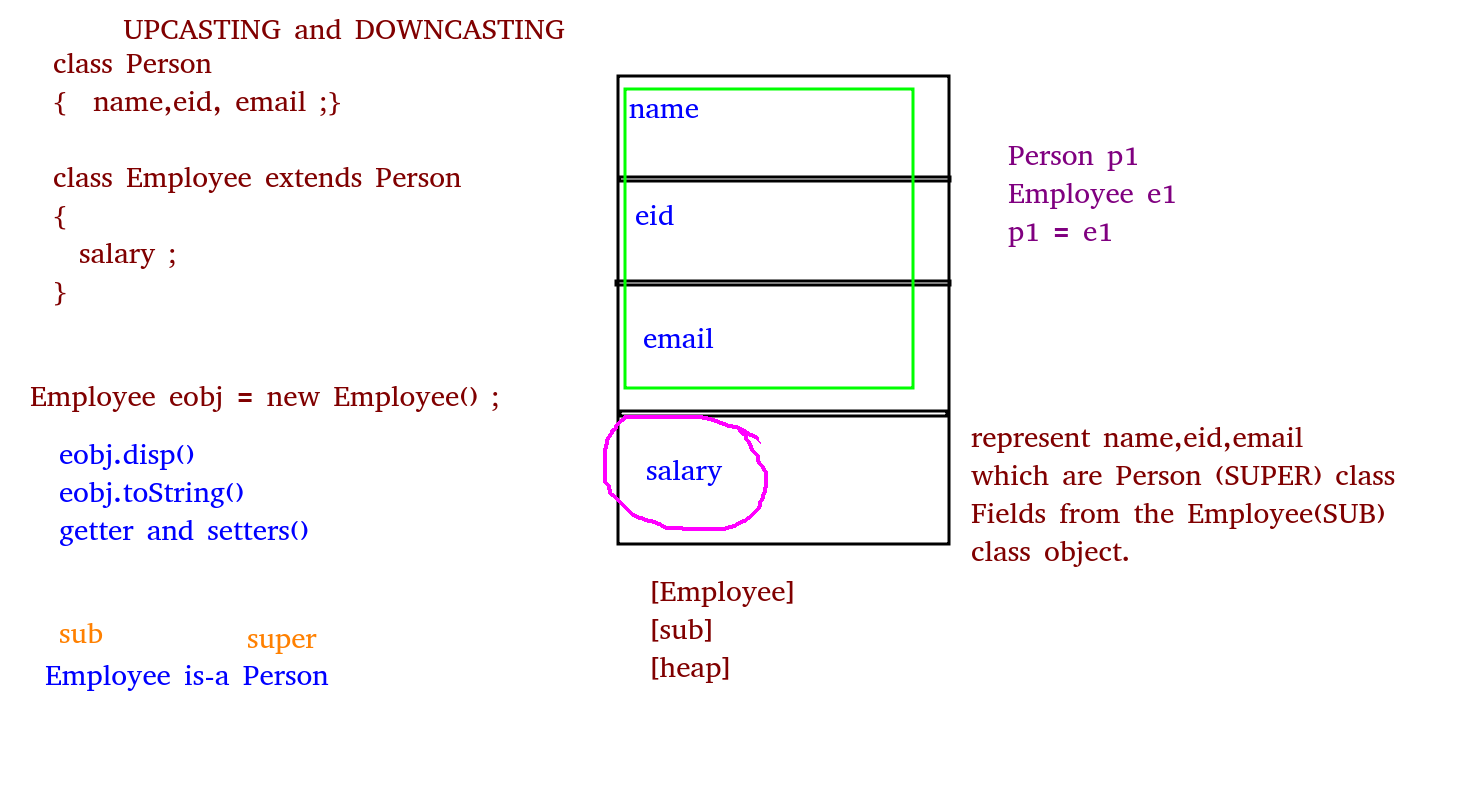 UPCASTING and DOWNCASTING
class Person
{ name,eid, email ;}
class Employee extends Person
{
salary ;
}
Employee eobj = new Employee() ;
eobj.disp()
eobj.toString()
getter and setters()
sub super
Employee is-a Person
name
eid
email
salary
[Employee]
[sub]
[heap]
Person p1
Employee e1
p1 = e1
represent name,eid,email
which are Person (SUPER) class
Fields from the Employee(SUB)
class object.